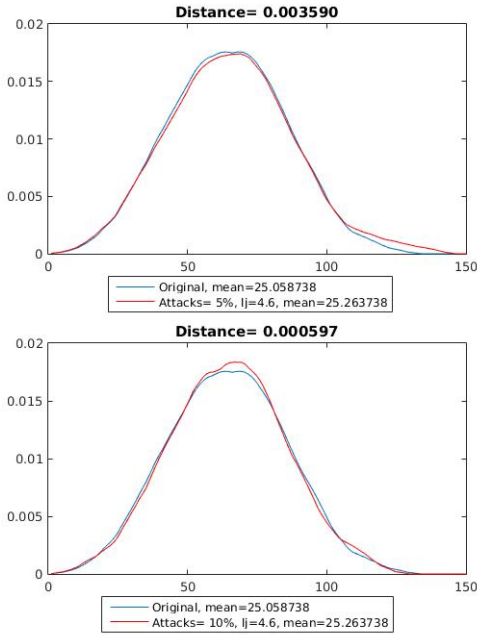 Distance= 0.003590
0.02
0.015
0.01
0.005
0
0 50 100 150
Original, mean=25.058738
Attacks= 5%, lj=4.6, mean=25.263738
Distance= 0.000597
0.02
0.015
0.01
0.005
0
0 50 100 150
Original, mean=25.058738
Attacks= 10%, lj=4.6, mean=25.263738